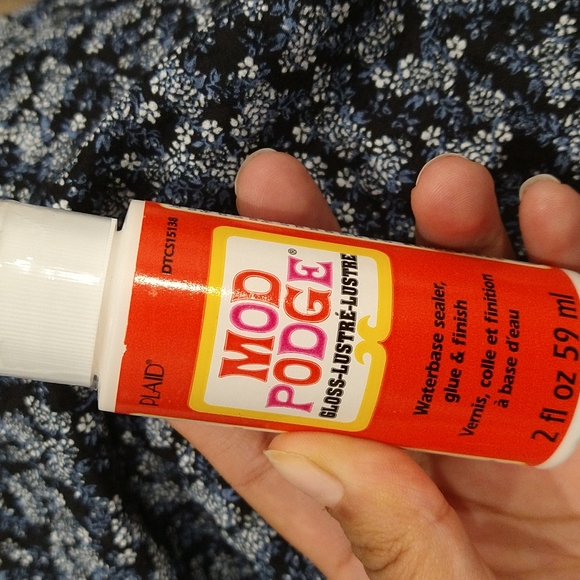 DTCS15138
PLAID®
MOD
PODGE®
GLOSS-LUSTRÉ-LUSTRE
Waterbase sealer,
glue & finish
Vernis, colle et finition
à base d'eau
2 fl oz 59 ml